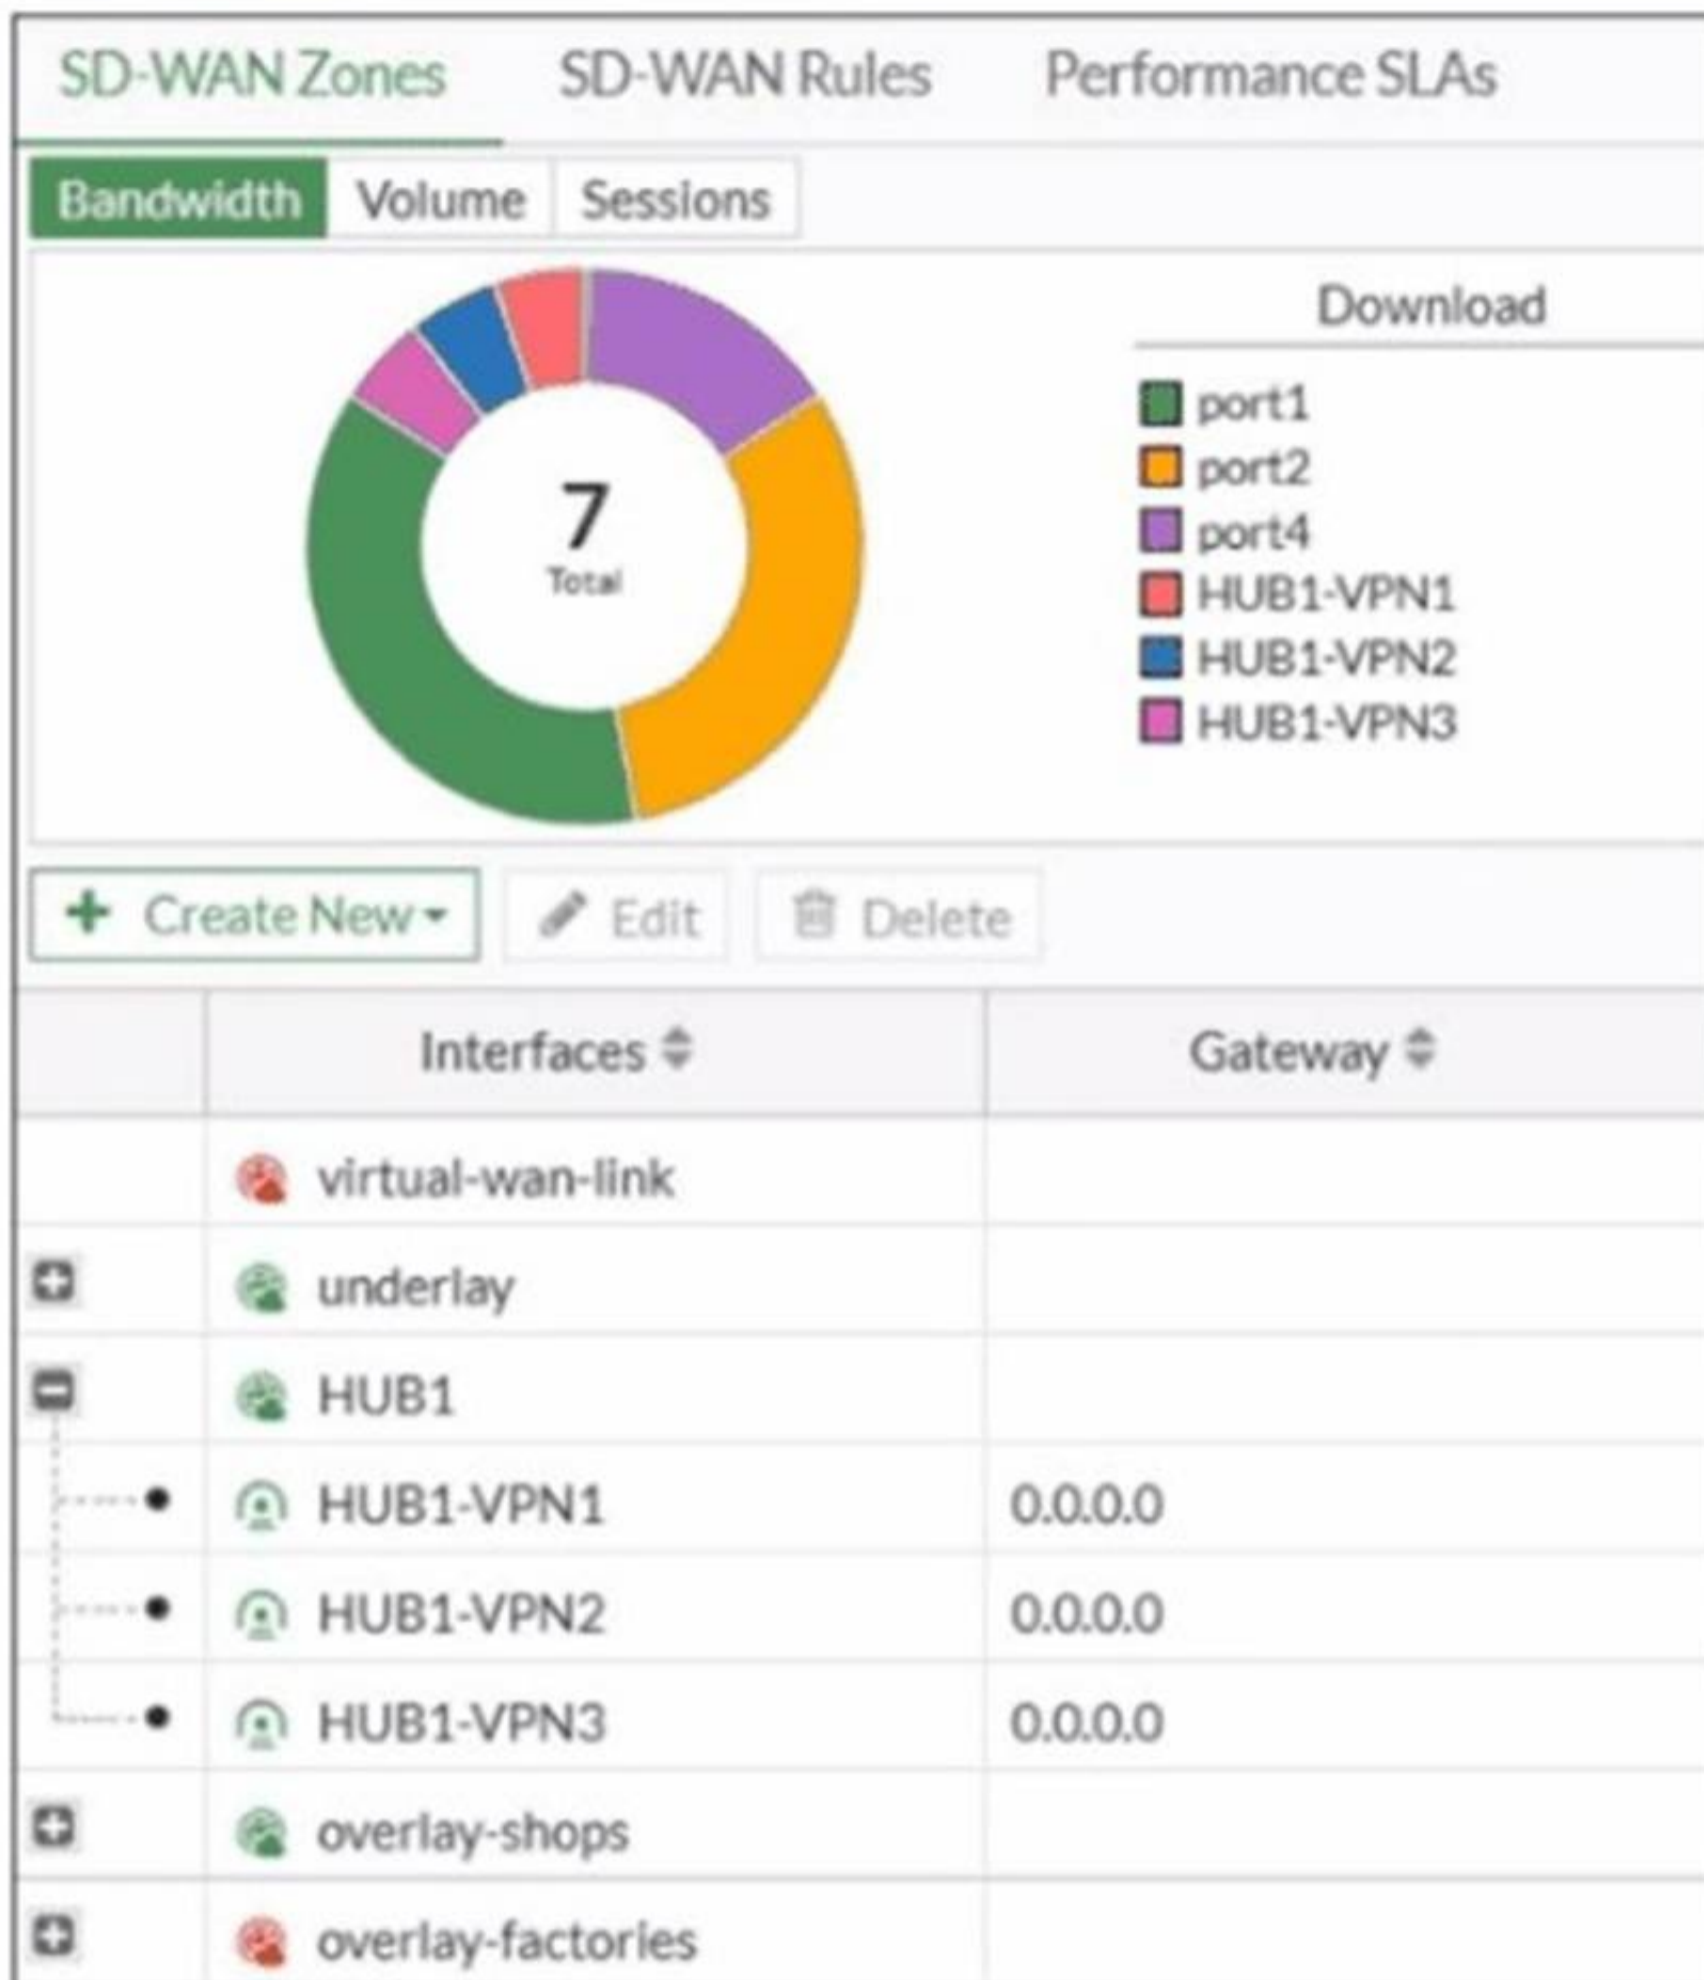 SD-WAN Zones SD-WAN Rules Performance SLAs
Bandwidth Volume Sessions
Download
port1
port2
port4
HUB1-VPN1
HUB1-VPN2
HUB1-VPN3
7
Total
Create New Edit Delete
Interfaces Gateway
virtual-wan-link
underlay
HUB1
HUB1-VPN1 0.0.0.0
HUB1-VPN2 0.0.0.0
HUB1-VPN3 0.0.0.0
overlay-shops
overlay-factories